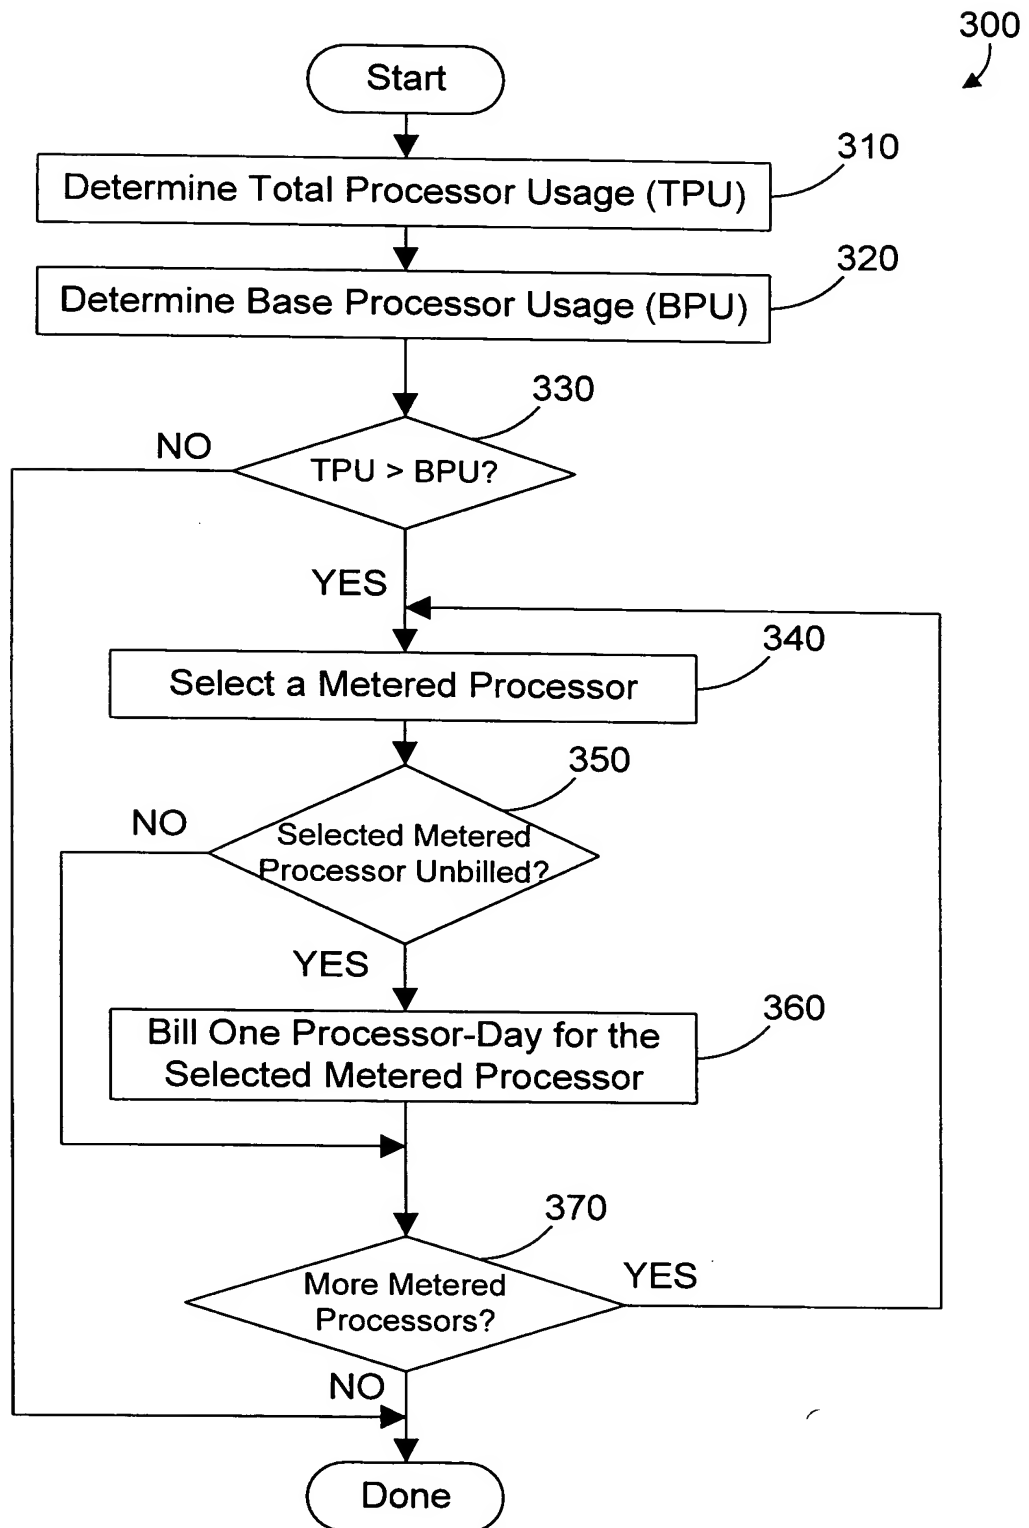 300
Start
310
Determine Total Processor Usage (TPU)
320
Determine Base Processor Usage (BPU)
330
NO
TPU > BPU?
YES
340
Select a Metered Processor
350
NO
Selected Metered
Processor Unbilled?
YES
360
Bill One Processor-Day for the
Selected Metered Processor
370
More Metered
Processors?
YES
NO
Done